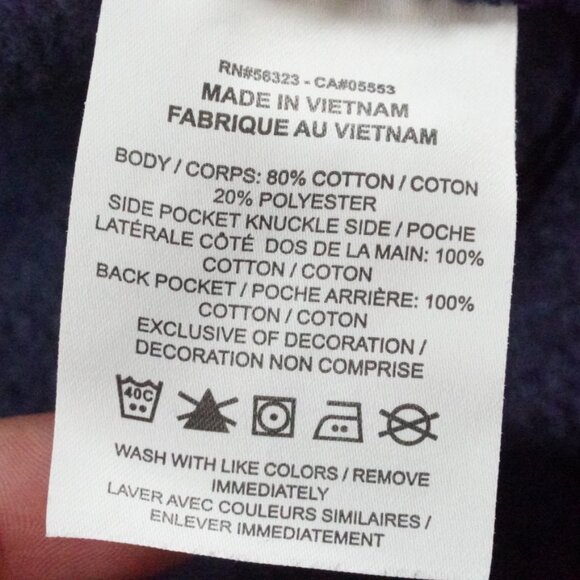 RN#56323 - CA#05553
MADE IN VIETNAM
FABRIQUE AU VIETNAM
BODY / CORPS: 80% COTTON / COTON
20% POLYESTER
SIDE POCKET KNUCKLE SIDE / POCHE
LATÉRALE CÔTÉ DOS DE LA MAIN: 100%
COTTON / COTON
BACK POCKET / POCHE ARRIÈRE: 100%
COTTON / COTON
EXCLUSIVE OF DECORATION /
DECORATION NON COMPRISE
40C
WASH WITH LIKE COLORS / REMOVE
IMMEDIATELY
LAVER AVEC COULEURS SIMILAIRES /
ENLEVER IMMEDIATEMENT